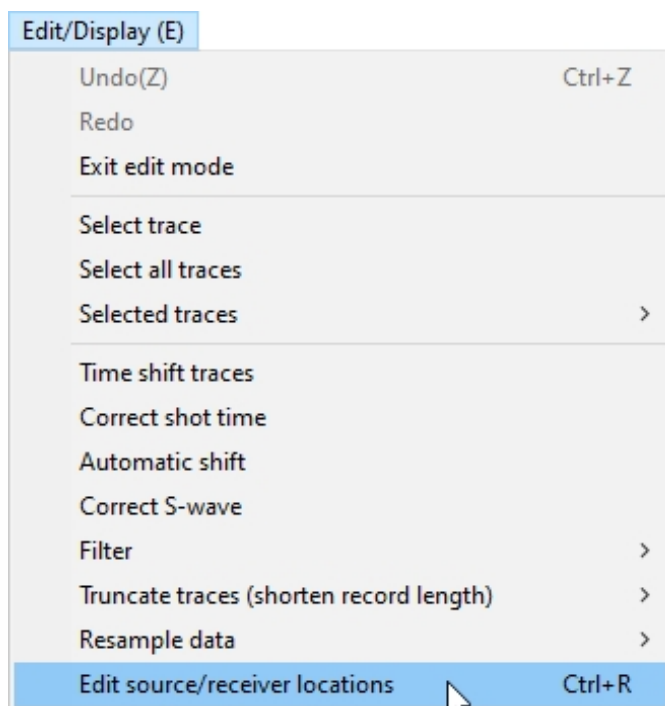 Edit/Display (E)
Undo(Z) Ctrl+Z
Redo
Exit edit mode
Select trace
Select all traces
Selected traces >
Time shift traces
Correct shot time
Automatic shift
Correct S-wave
Filter >
Truncate traces (shorten record length) >
Resample data >
Edit source/receiver locations Ctrl+R